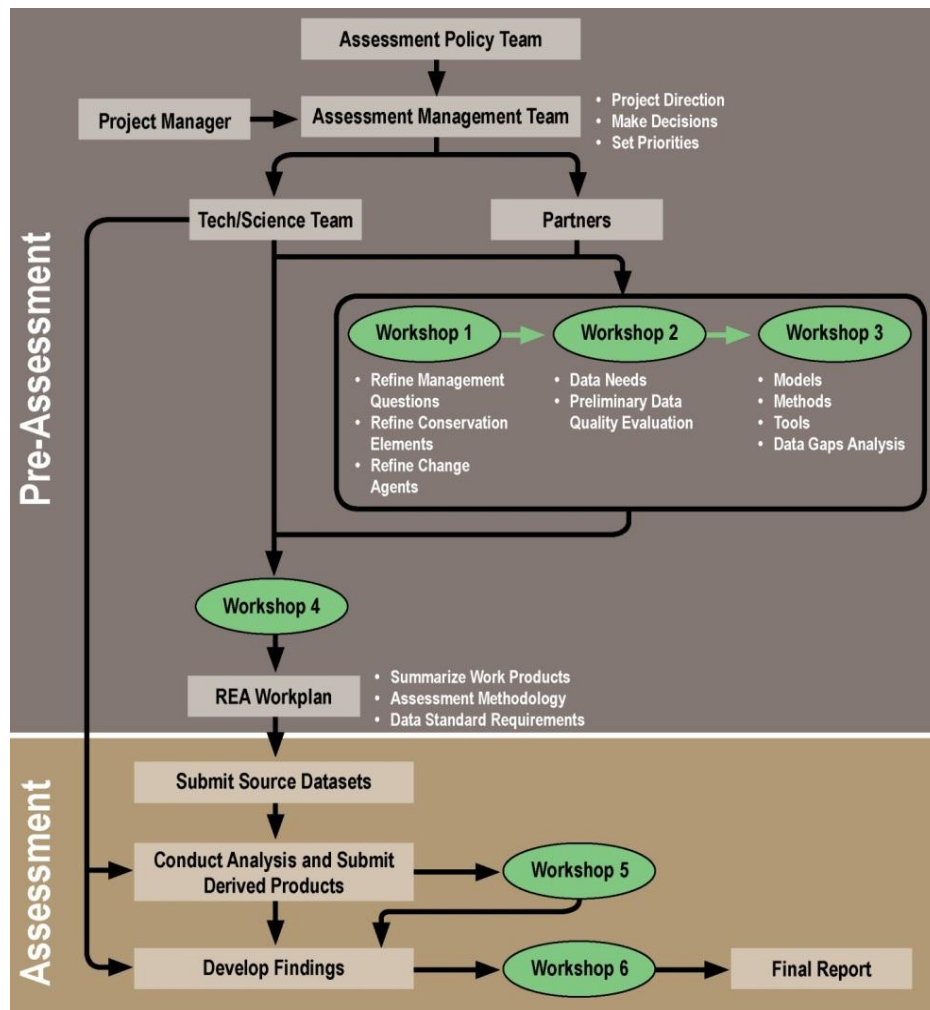 Assessment Policy Team
Project Manager
Assessment Management Team
• Project Direction
• Make Decisions
• Set Priorities
Tech/Science Team
Partners
Pre-Assessment
Workshop 1
Workshop 2
Workshop 3
• Refine Management
Questions
• Refine Conservation
Elements
• Refine Change
Agents
• Data Needs
• Preliminary Data
Quality Evaluation
• Models
• Methods
• Tools
• Data Gaps Analysis
Workshop 4
REA Workplan
• Summarize Work Products
• Assessment Methodology
• Data Standard Requirements
Assessment
Submit Source Datasets
Conduct Analysis and Submit
Derived Products
Workshop 5
Develop Findings
Workshop 6
Final Report